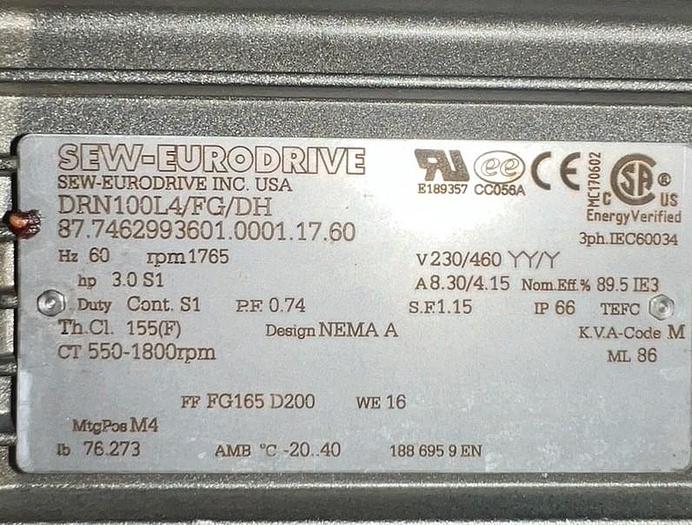 SEW-EURODRIVE
SEW-EURODRIVE INC. USA
DRN100L4/FG/DH
87.7462993601.0001.17.60
E189357 CC056A
MC170602
C US
Energy Verified
3ph.IEC60034
Hz 60 rpm 1765 V 230/460 YY/Y
hp 3.0 S1 A 8.30/4.15 Nom.Eff.% 89.5 IE3
Duty Cont. S1 P.F. 0.74 S.F. 1.15 IP 66 TEFC
Th.Cl. 155(F) Design NEMA A K.V.A-Code M
CT 550-1800rpm ML 86
FF FG165 D200 WE 16
MtgPos M4
lb 76.273 AMB °C -20..40 188 695 9 EN